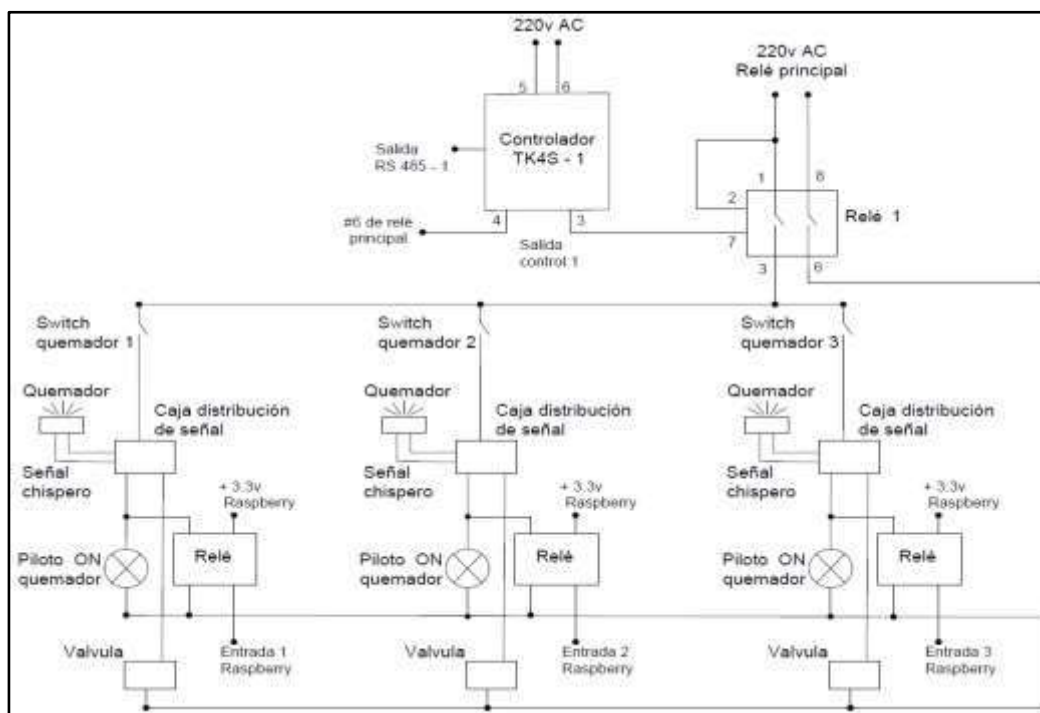 220v AC
220v AC
Relé principal
5 6
Controlador
TK4S - 1
Salida
RS 485 - 1
1 8
2
Relé 1
#6 de relé
principal
4 3
7
Salida
control 1
3 6
Switch
quemador 1
Switch
quemador 2
Switch
quemador 3
Quemador
Caja distribución
de señal
Quemador
Caja distribución
de señal
Quemador
Caja distribución
de señal
Señal
chispero
+ 3.3v
Raspberry
Señal
chispero
+ 3.3v
Raspberry
Señal
chispero
+ 3.3v
Raspberry
Piloto ON
quemador
Relé
Piloto ON
quemador
Relé
Piloto ON
quemador
Relé
Valvula
Entrada 1
Raspberry
Valvula
Entrada 2
Raspberry
Valvula
Entrada 3
Raspberry